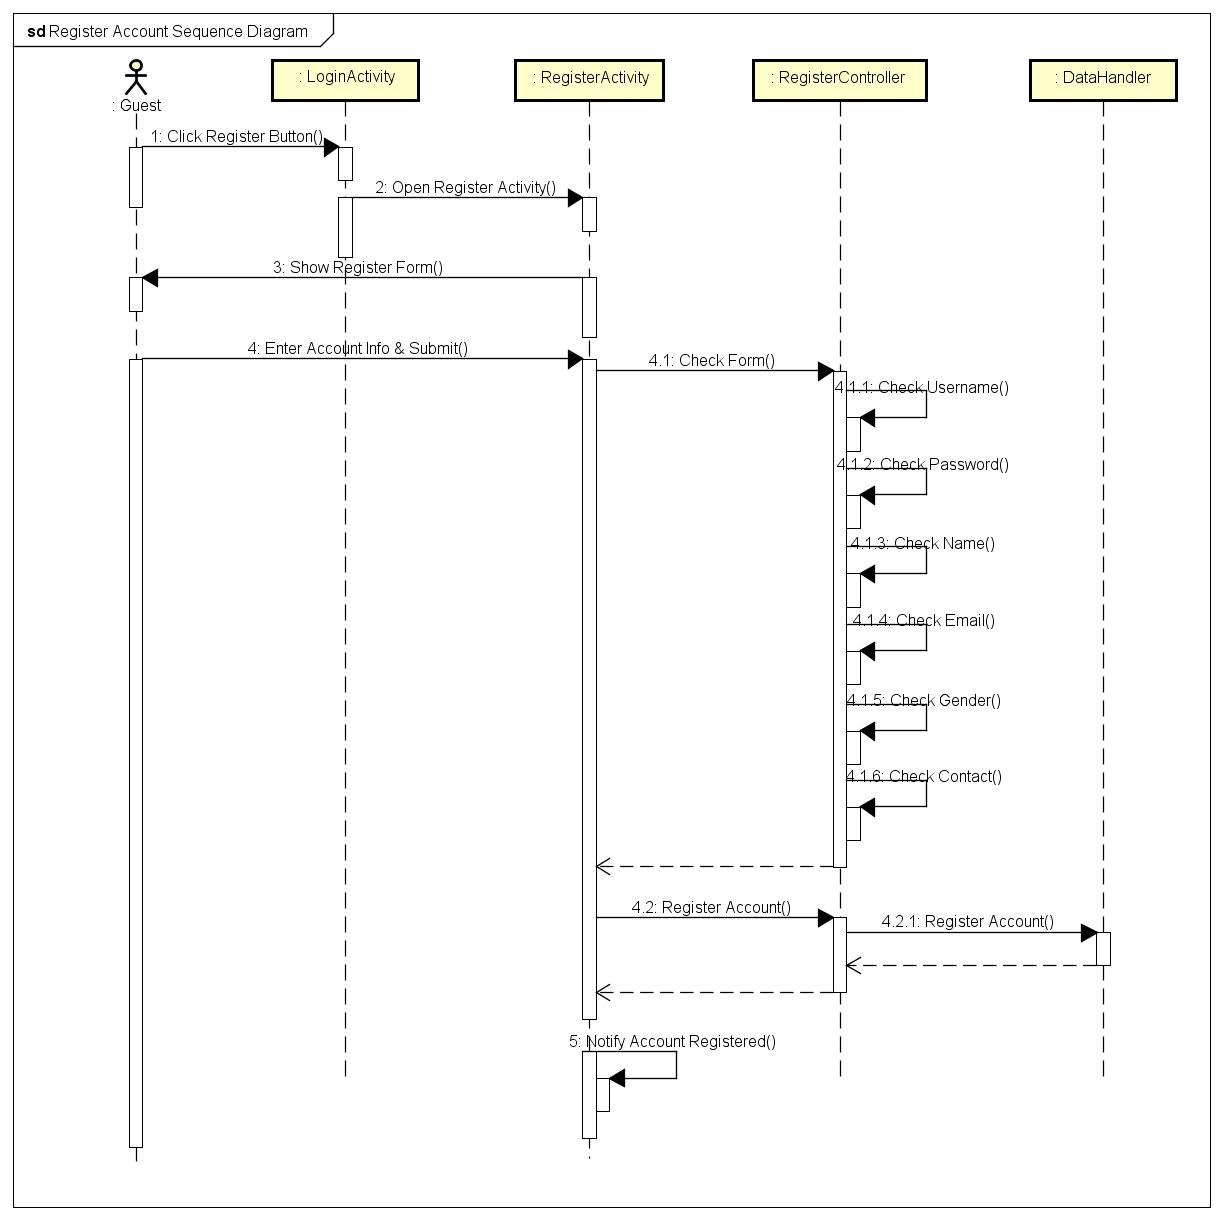 sd Register Account Sequence Diagram
: Guest
: LoginActivity
: RegisterActivity
: RegisterController
: DataHandler
1: Click Register Button()
2: Open Register Activity()
3: Show Register Form()
4: Enter Account Info & Submit()
4.1: Check Form()
4.1.1: Check Username()
4.1.2: Check Password()
4.1.3: Check Name()
4.1.4: Check Email()
4.1.5: Check Gender()
4.1.6: Check Contact()
4.2: Register Account()
4.2.1: Register Account()
5: Notify Account Registered()